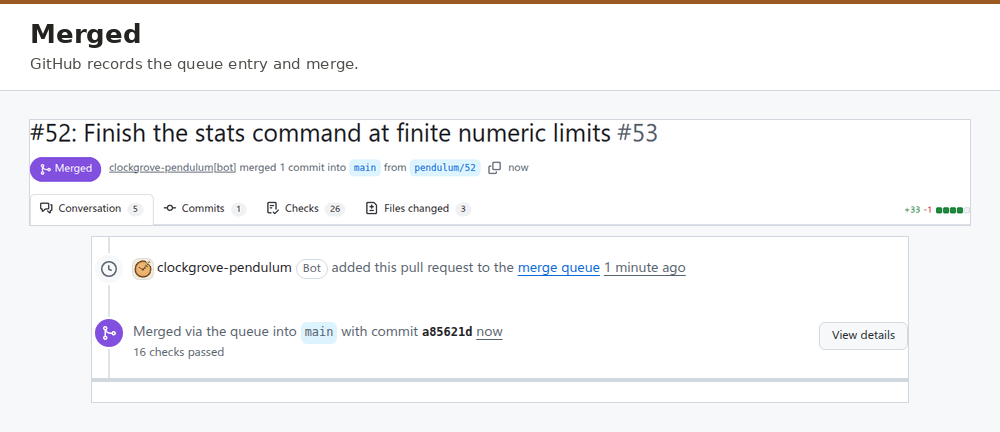 Merged
GitHub records the queue entry and merge.
#52: Finish the stats command at finite numeric limits #53
Merged clockgrove-pendulum[bot] merged 1 commit into main from pendulum/52 now
Conversation 5 Commits 1 Checks 26 Files changed 3 +33 -1
clockgrove-pendulum Bot added this pull request to the merge queue 1 minute ago
Merged via the queue into main with commit a85621d now
View details
16 checks passed